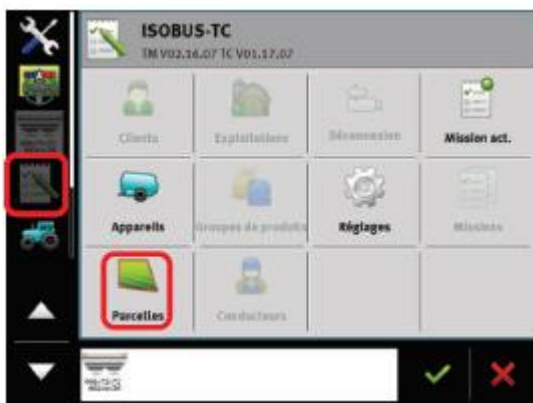 ISOBUS-TC
TM V02.16.07 TC V01.17.07
Clients
Exploitations
Déconnexion
Mission act.
Appareils
Groupes de produits
Réglages
Missions
Parcelles
Conducteurs